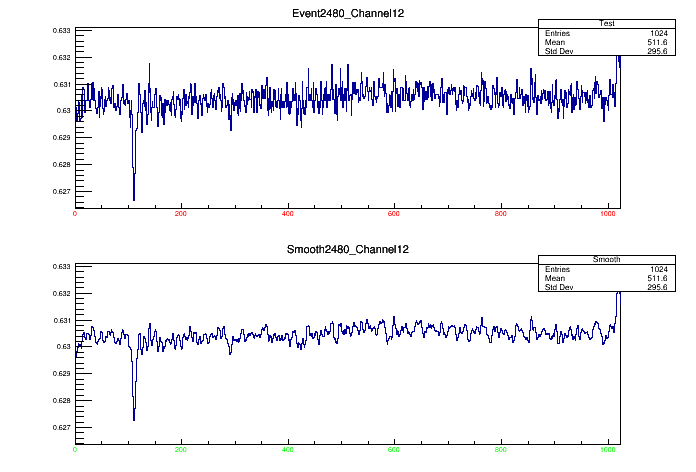 Event2480_Channel12
Test
Entries 1024
Mean 511.6
Std Dev 295.6
0.633
0.632
0.631
0.63
0.629
0.628
0.627
0 200 400 600 800 1000
Smooth2480_Channel12
Smooth
Entries 1024
Mean 511.6
Std Dev 295.6
0.633
0.632
0.631
0.63
0.629
0.628
0.627
0 200 400 600 800 1000